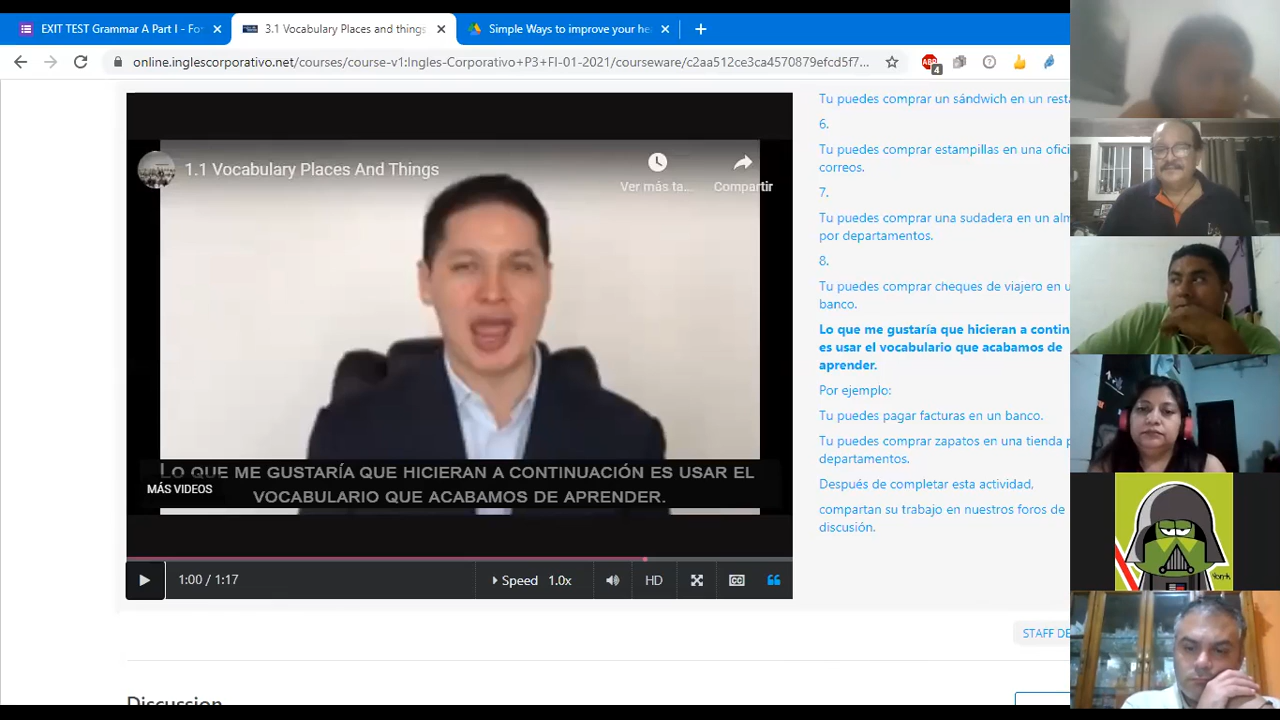 EXIT TEST Grammar A Part I - Fo
3.1 Vocabulary Places and things
Simple Ways to improve your he
online.inglescorporativo.net/courses/course-v1:Ingles-Corporativo+P3+FI-01-2021/courseware/c2aa512ce3ca4570879efcd5f7...
ABP
4
1.1 Vocabulary Places And Things
Ver más ta...
Compartir
LO QUE ME GUSTARÍA QUE HICIERAN A CONTINUACIÓN ES USAR EL
VOCABULARIO QUE ACABAMOS DE APRENDER.
MÁS VIDEOS
1:00 / 1:17
Speed 1.0x
HD
CC
Tu puedes comprar un sándwich en un rest
6.
Tu puedes comprar estampillas en una ofici
correos.
7.
Tu puedes comprar una sudadera en un alm
por departamentos.
8.
Tu puedes comprar cheques de viajero en u
banco.
Lo que me gustaría que hicieran a contin
es usar el vocabulario que acabamos de
aprender.
Por ejemplo:
Tu puedes pagar facturas en un banco.
Tu puedes comprar zapatos en una tienda p
departamentos.
Después de completar esta actividad,
compartan su trabajo en nuestros foros de
discusión.
STAFF DE
Discussion